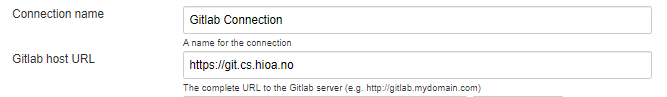 Connection name
Gitlab Connection
A name for the connection
Gitlab host URL
https://git.cs.hioa.no
The complete URL to the Gitlab server (e.g. http://gitlab.mydomain.com)